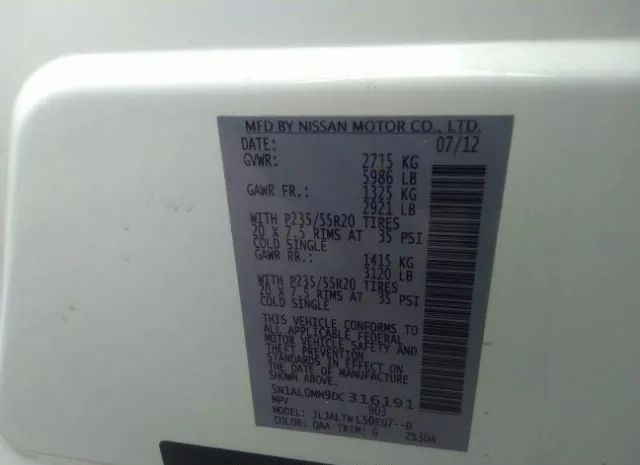 MFD BY NISSAN MOTOR CO., LTD.
DATE: 07/12
GVWR: 2715 KG
5986 LB
GAWR FR.: 1325 KG
2921 LB
WITH P235/55R20 TIRES
20 X 7.5 RIMS AT 35 PSI
COLD SINGLE
GAWR RR.: 1415 KG
3120 LB
WITH P235/55R20 TIRES
20 X 7.5 RIMS AT 35 PSI
COLD SINGLE
THIS VEHICLE CONFORMS TO
ALL APPLICABLE FEDERAL
MOTOR VEHICLE SAFETY AND
THEFT PREVENTION
STANDARDS IN EFFECT ON
THE DATE OF MANUFACTURE
SHOWN ABOVE.
5N1AL0MN9DC316191
MPV 903
MODEL: JLJALTWL50EU7--D
COLOR: QAA TRIM: G 2S3DA